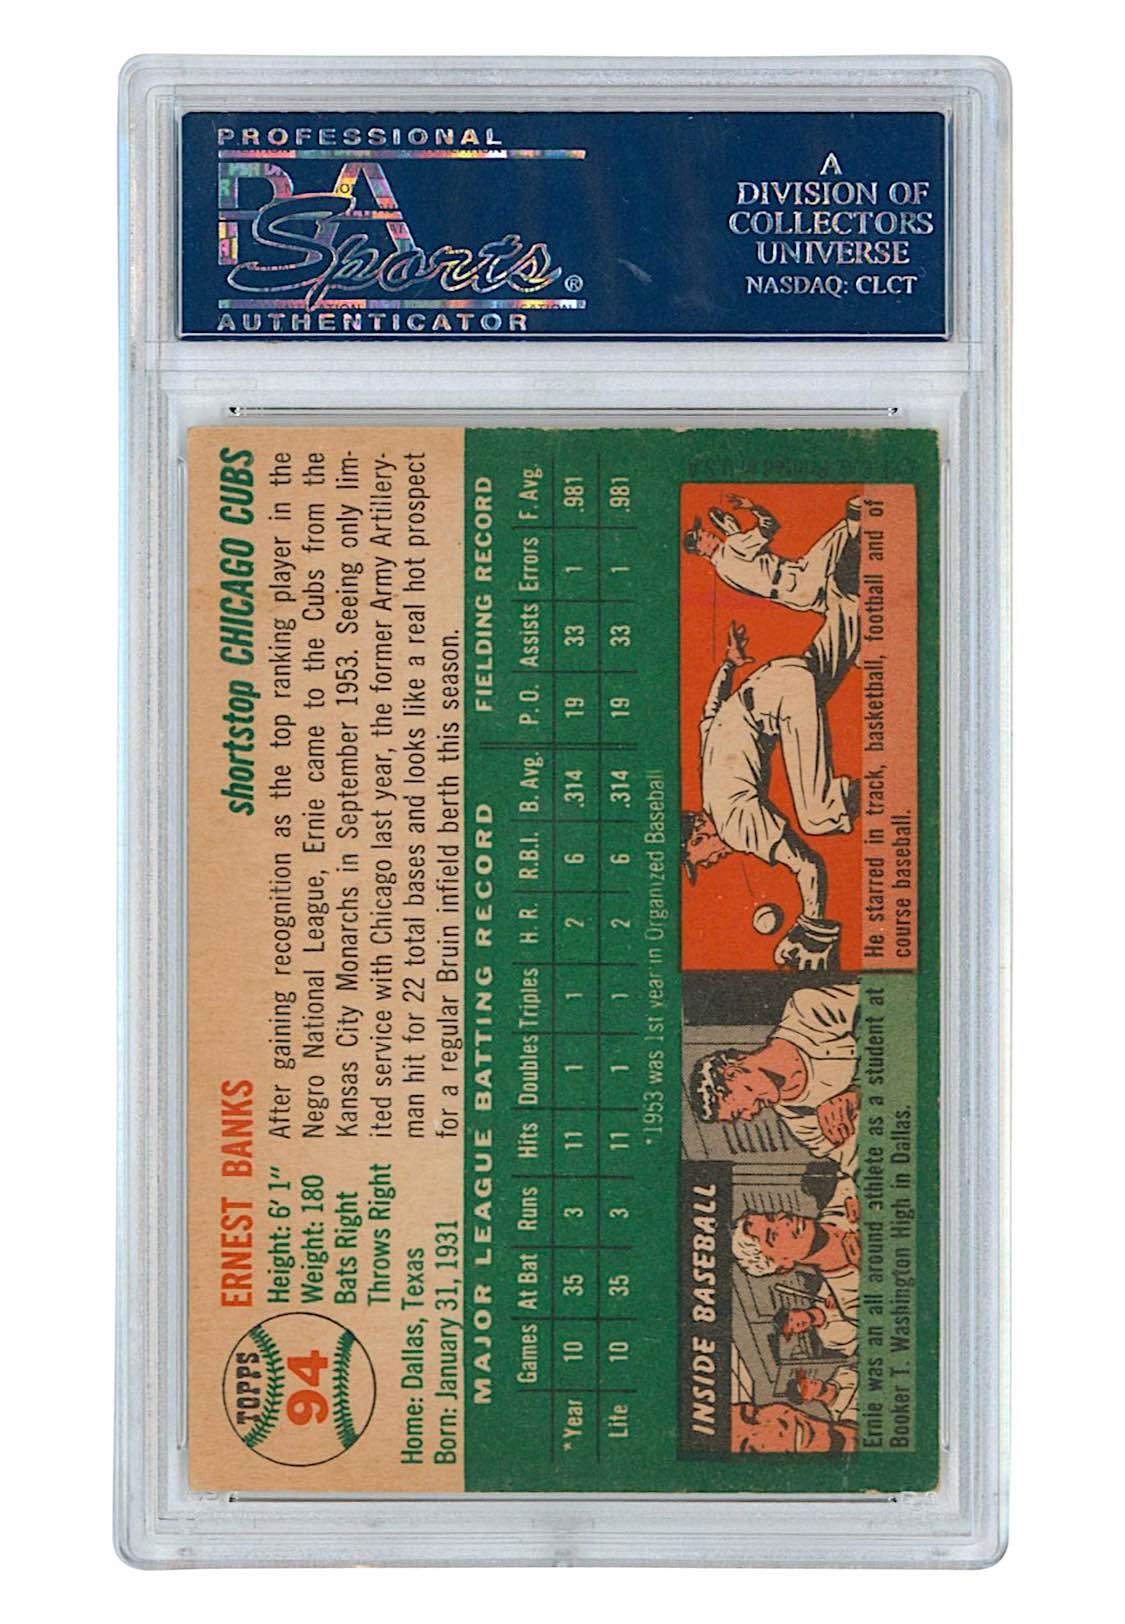 PROFESSIONAL
PSA
Sports®
AUTHENTICATOR
A
DIVISION OF
COLLECTORS
UNIVERSE
NASDAQ: CLCT
TOPPS
94
ERNEST BANKS
shortstop CHICAGO CUBS
Height: 6' 1"
Weight: 180
Bats Right
Throws Right
Home: Dallas, Texas
Born: January 31, 1931
After gaining recognition as the top ranking player in the
Negro National League, Ernie came to the Cubs from the
Kansas City Monarchs in September 1953. Seeing only lim-
ited service with Chicago last year, the former Army Artillery-
man hit for 22 total bases and looks like a real hot prospect
for a regular Bruin infield berth this season.
MAJOR LEAGUE BATTING RECORD FIELDING RECORD
Games At Bat Runs Hits Doubles Triples H. R. R.B.I. B. Avg. P. O. Assists Errors F. Avg.
*Year 10 35 3 11 1 1 2 6 .314 19 33 1 .981
Life 10 35 3 11 1 1 2 6 .314 19 33 1 .981
*1953 was 1st year in Organized Baseball
INSIDE BASEBALL
Ernie was an all around athlete as a student at
Booker T. Washington High in Dallas.
He starred in track, basketball, football and of
course baseball.
Printed in U.S.A.